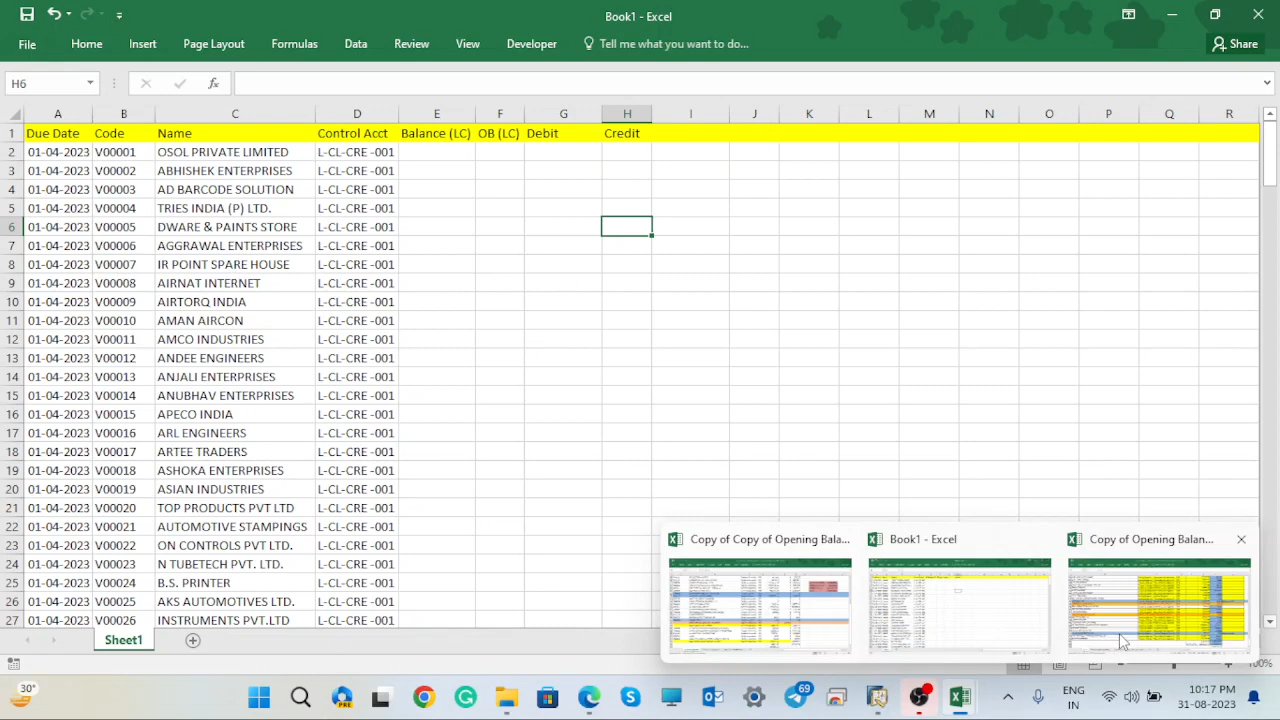 Book1 - Excel
File Home Insert Page Layout Formulas Data Review View Developer Tell me what you want to do... Share
H6 fx
A B C D E F G H I J K L M N O P Q R
1 Due Date Code Name Control Acct Balance (LC) OB (LC) Debit Credit
2 01-04-2023 V00001 OSOL PRIVATE LIMITED L-CL-CRE -001
3 01-04-2023 V00002 ABHISHEK ENTERPRISES L-CL-CRE -001
4 01-04-2023 V00003 AD BARCODE SOLUTION L-CL-CRE -001
5 01-04-2023 V00004 TRIES INDIA (P) LTD. L-CL-CRE -001
6 01-04-2023 V00005 DWARE & PAINTS STORE L-CL-CRE -001
7 01-04-2023 V00006 AGGRAWAL ENTERPRISES L-CL-CRE -001
8 01-04-2023 V00007 IR POINT SPARE HOUSE L-CL-CRE -001
9 01-04-2023 V00008 AIRNAT INTERNET L-CL-CRE -001
10 01-04-2023 V00009 AIRTORQ INDIA L-CL-CRE -001
11 01-04-2023 V00010 AMAN AIRCON L-CL-CRE -001
12 01-04-2023 V00011 AMCO INDUSTRIES L-CL-CRE -001
13 01-04-2023 V00012 ANDEE ENGINEERS L-CL-CRE -001
14 01-04-2023 V00013 ANJALI ENTERPRISES L-CL-CRE -001
15 01-04-2023 V00014 ANUBHAV ENTERPRISES L-CL-CRE -001
16 01-04-2023 V00015 APECO INDIA L-CL-CRE -001
17 01-04-2023 V00016 ARL ENGINEERS L-CL-CRE -001
18 01-04-2023 V00017 ARTEE TRADERS L-CL-CRE -001
19 01-04-2023 V00018 ASHOKA ENTERPRISES L-CL-CRE -001
20 01-04-2023 V00019 ASIAN INDUSTRIES L-CL-CRE -001
21 01-04-2023 V00020 TOP PRODUCTS PVT LTD L-CL-CRE -001
22 01-04-2023 V00021 AUTOMOTIVE STAMPINGS L-CL-CRE -001
23 01-04-2023 V00022 ON CONTROLS PVT LTD. L-CL-CRE -001
24 01-04-2023 V00023 N TUBETECH PVT. LTD. L-CL-CRE -001
25 01-04-2023 V00024 B.S. PRINTER L-CL-CRE -001
26 01-04-2023 V00025 AKS AUTOMOTIVES LTD. L-CL-CRE -001
27 01-04-2023 V00026 INSTRUMENTS PVT.LTD L-CL-CRE -001
Copy of Copy of Opening Bala... Book1 - Excel Copy of Opening Balan...
Sheet1
100%
30° PRE 69 ENG 10:17 PM
IN 31-08-2023